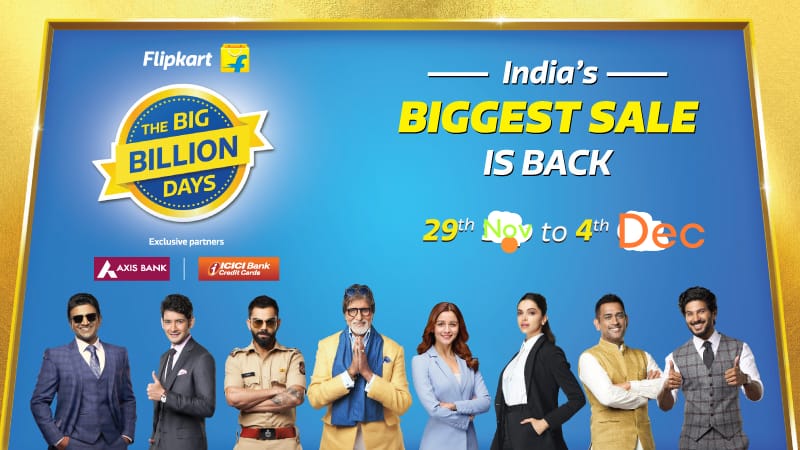 Flipkart
THE BIG
BILLION
DAYS
Exclusive partners
AXIS BANK
ICICI Bank
Credit Cards
India's
BIGGEST SALE
IS BACK
29th Nov to 4th Dec